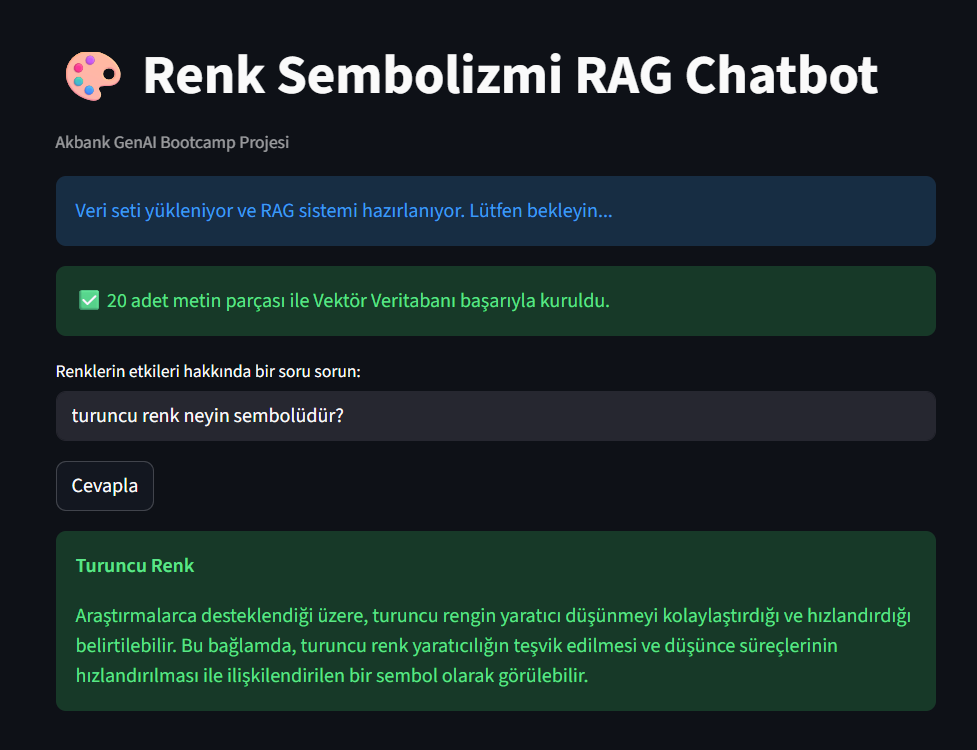 Renk Sembolizmi RAG Chatbot
Akbank GenAI Bootcamp Projesi
Veri seti yükleniyor ve RAG sistemi hazırlanıyor. Lütfen bekleyin...
20 adet metin parçası ile Vektör Veritabanı başarıyla kuruldu.
Renklerin etkileri hakkında bir soru sorun:
turuncu renk neyin sembolüdür?
Cevapla
Turuncu Renk
Araştırmalarca desteklendiği üzere, turuncu rengin yaratıcı düşünmeyi kolaylaştırdığı ve hızlandırdığı
belirtilebilir. Bu bağlamda, turuncu renk yaratıcılığın teşvik edilmesi ve düşünce süreçlerinin
hızlandırılması ile ilişkilendirilen bir sembol olarak görülebilir.